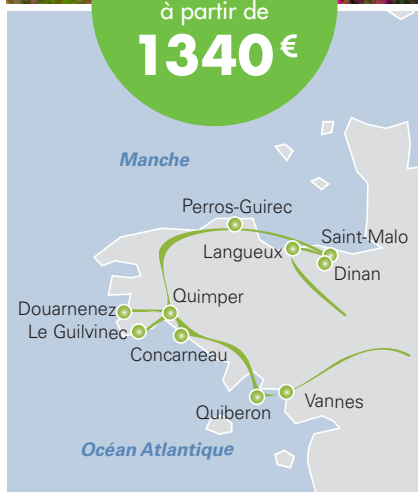 à partir de
1340 €
Manche
Perros-Guirec
Saint-Malo
Langueux
Dinan
Quimper
Douarnenez
Le Guilvinec
Concarneau
Vannes
Quiberon
Océan Atlantique